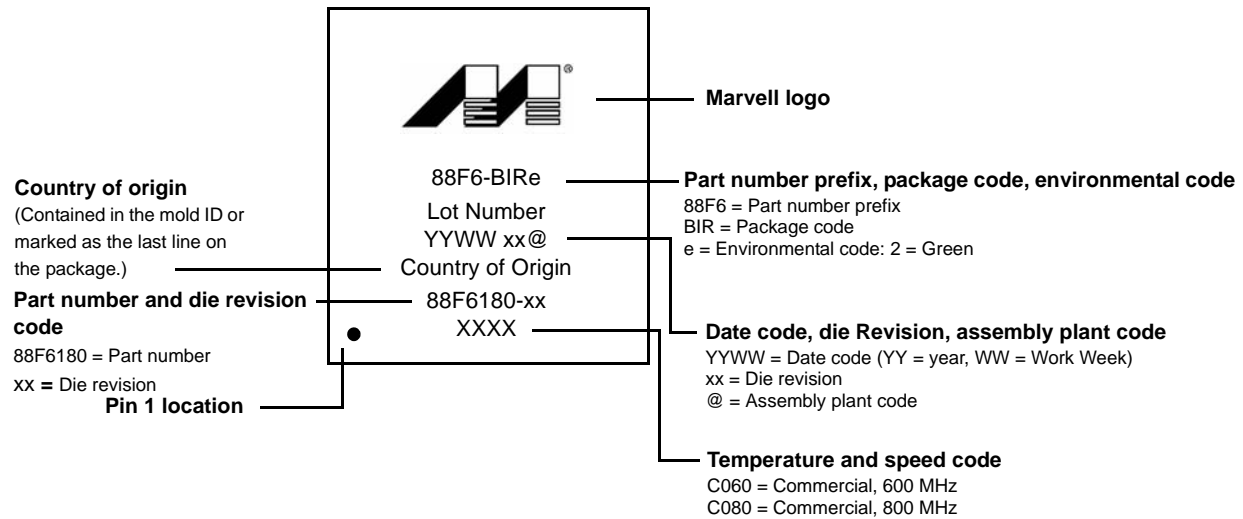 ®
88F6-BIRe
Lot Number
YYWW xx@
Country of Origin
88F6180-xx
XXXX
Marvell logo
Part number prefix, package code, environmental code
88F6 = Part number prefix
BIR = Package code
e = Environmental code: 2 = Green
Country of origin
(Contained in the mold ID or
marked as the last line on
the package.)
Part number and die revision
code
88F6180 = Part number
xx = Die revision
Pin 1 location
Date code, die Revision, assembly plant code
YYWW = Date code (YY = year, WW = Work Week)
xx = Die revision
@ = Assembly plant code
Temperature and speed code
C060 = Commercial, 600 MHz
C080 = Commercial, 800 MHz